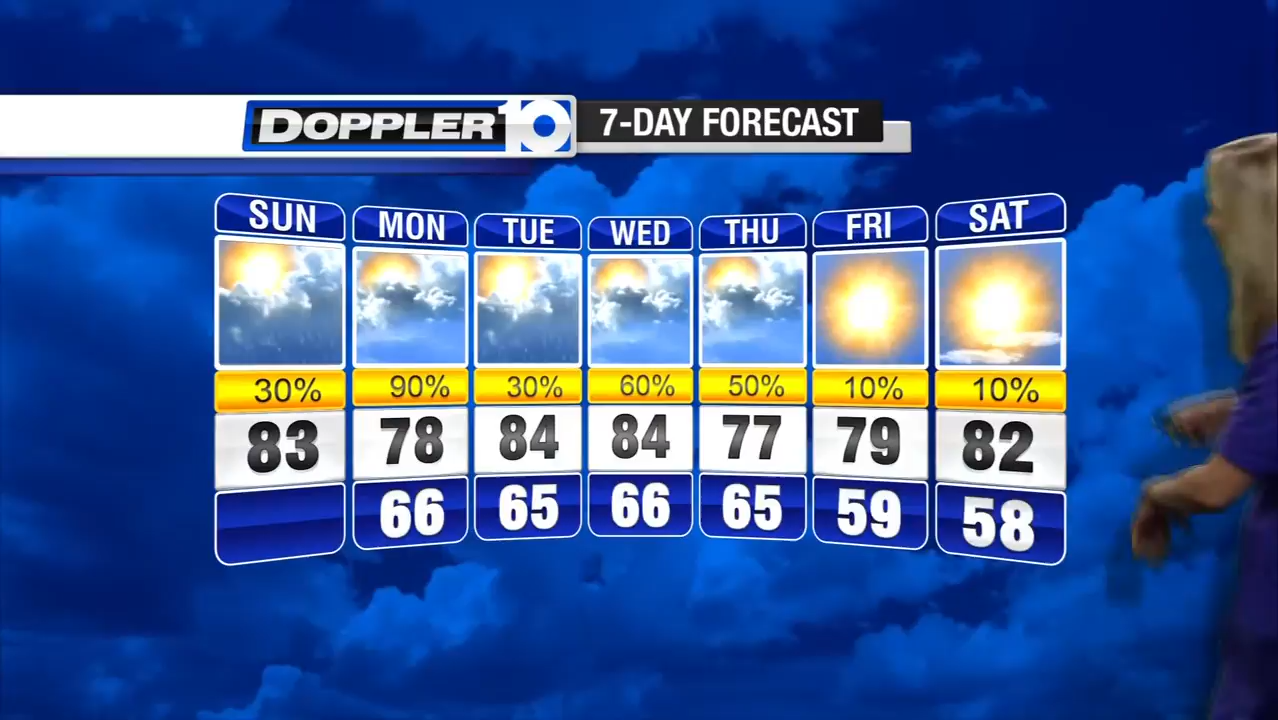 DOPPLER 10 7-DAY FORECAST
SUN MON TUE WED THU FRI SAT
30% 90% 30% 60% 50% 10% 10%
83 78 84 84 77 79 82
66 65 66 65 59 58